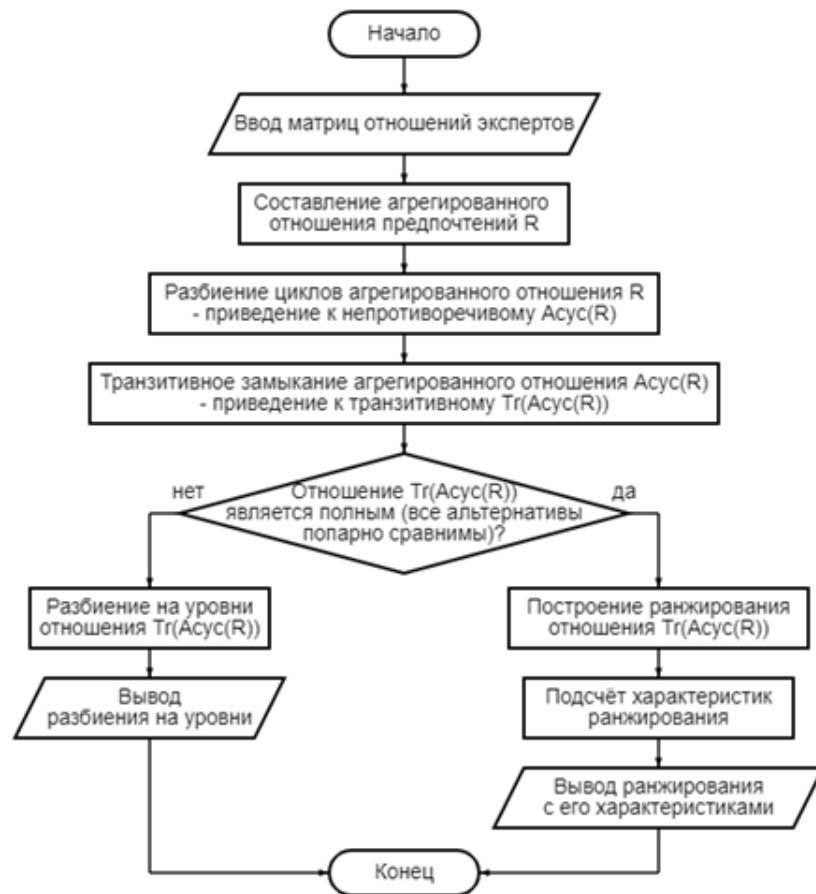 Начало
Ввод матриц отношений экспертов
Составление агрегированного
отношения предпочтений R
Разбиение циклов агрегированного отношения R
- приведение к непротиворечивому Acyc(R)
Транзитивное замыкание агрегированного отношения Acyc(R)
- приведение к транзитивному Tr(Acyc(R))
нет
Отношение Tr(Acyc(R))
является полным (все альтернативы
попарно сравнимы)?
да
Разбиение на уровни
отношения Tr(Acyc(R))
Вывод
разбиения на уровни
Построение ранжирования
отношения Tr(Acyc(R))
Подсчёт характеристик
ранжирования
Вывод ранжирования
с его характеристиками
Конец